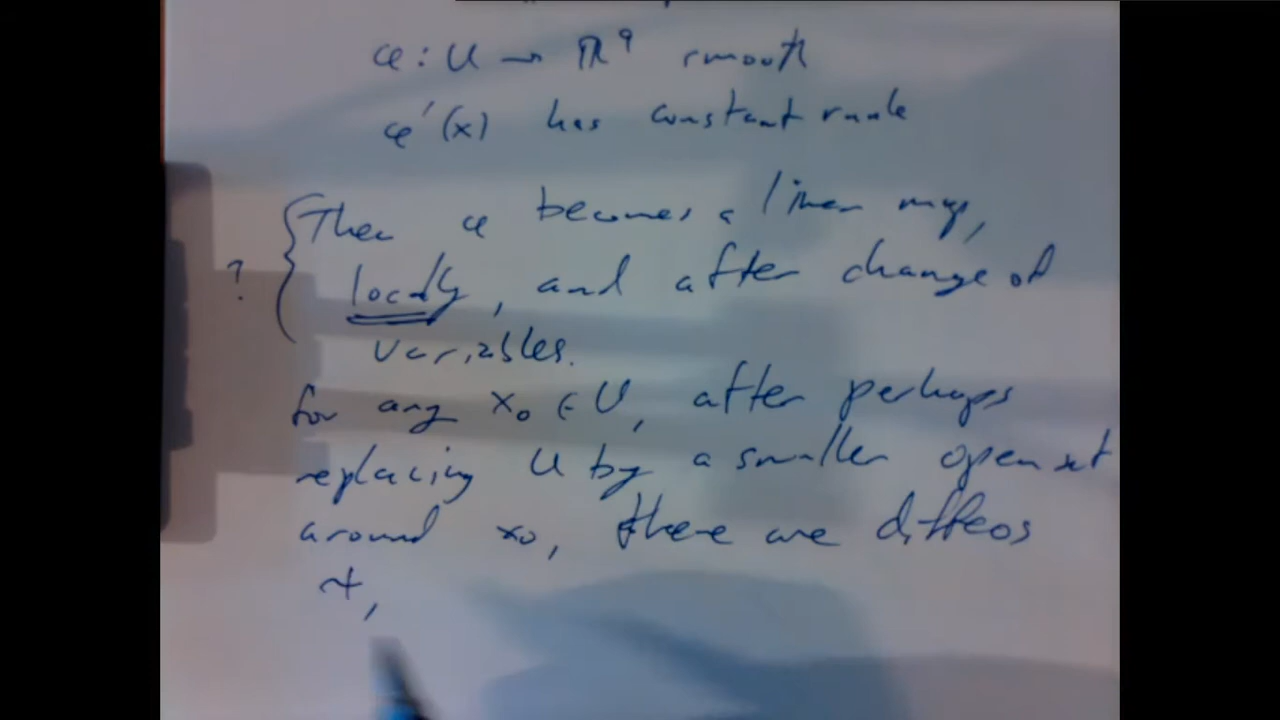 φ : U → ℝ^q smooth
φ'(x) has constant rank
Then φ becomes a linear map,
? locally, and after change of
variables.
for any x₀ ∈ U, after perhaps
replacing U by a smaller open set
around x₀, there are diffeos
ψ,